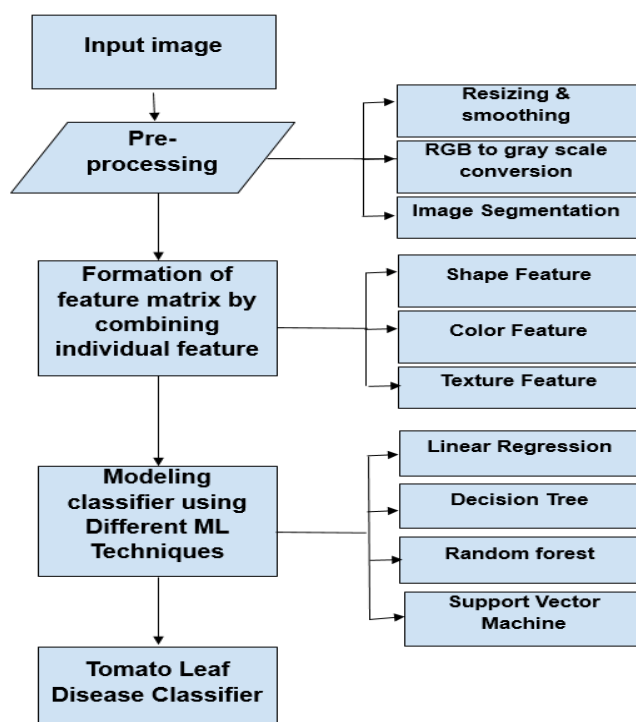 Input image
Pre-
processing
Resizing &
smoothing
RGB to gray scale
conversion
Image Segmentation
Formation of
feature matrix by
combining
individual feature
Shape Feature
Color Feature
Texture Feature
Modeling
classifier using
Different ML
Techniques
Linear Regression
Decision Tree
Random forest
Support Vector
Machine
Tomato Leaf
Disease Classifier